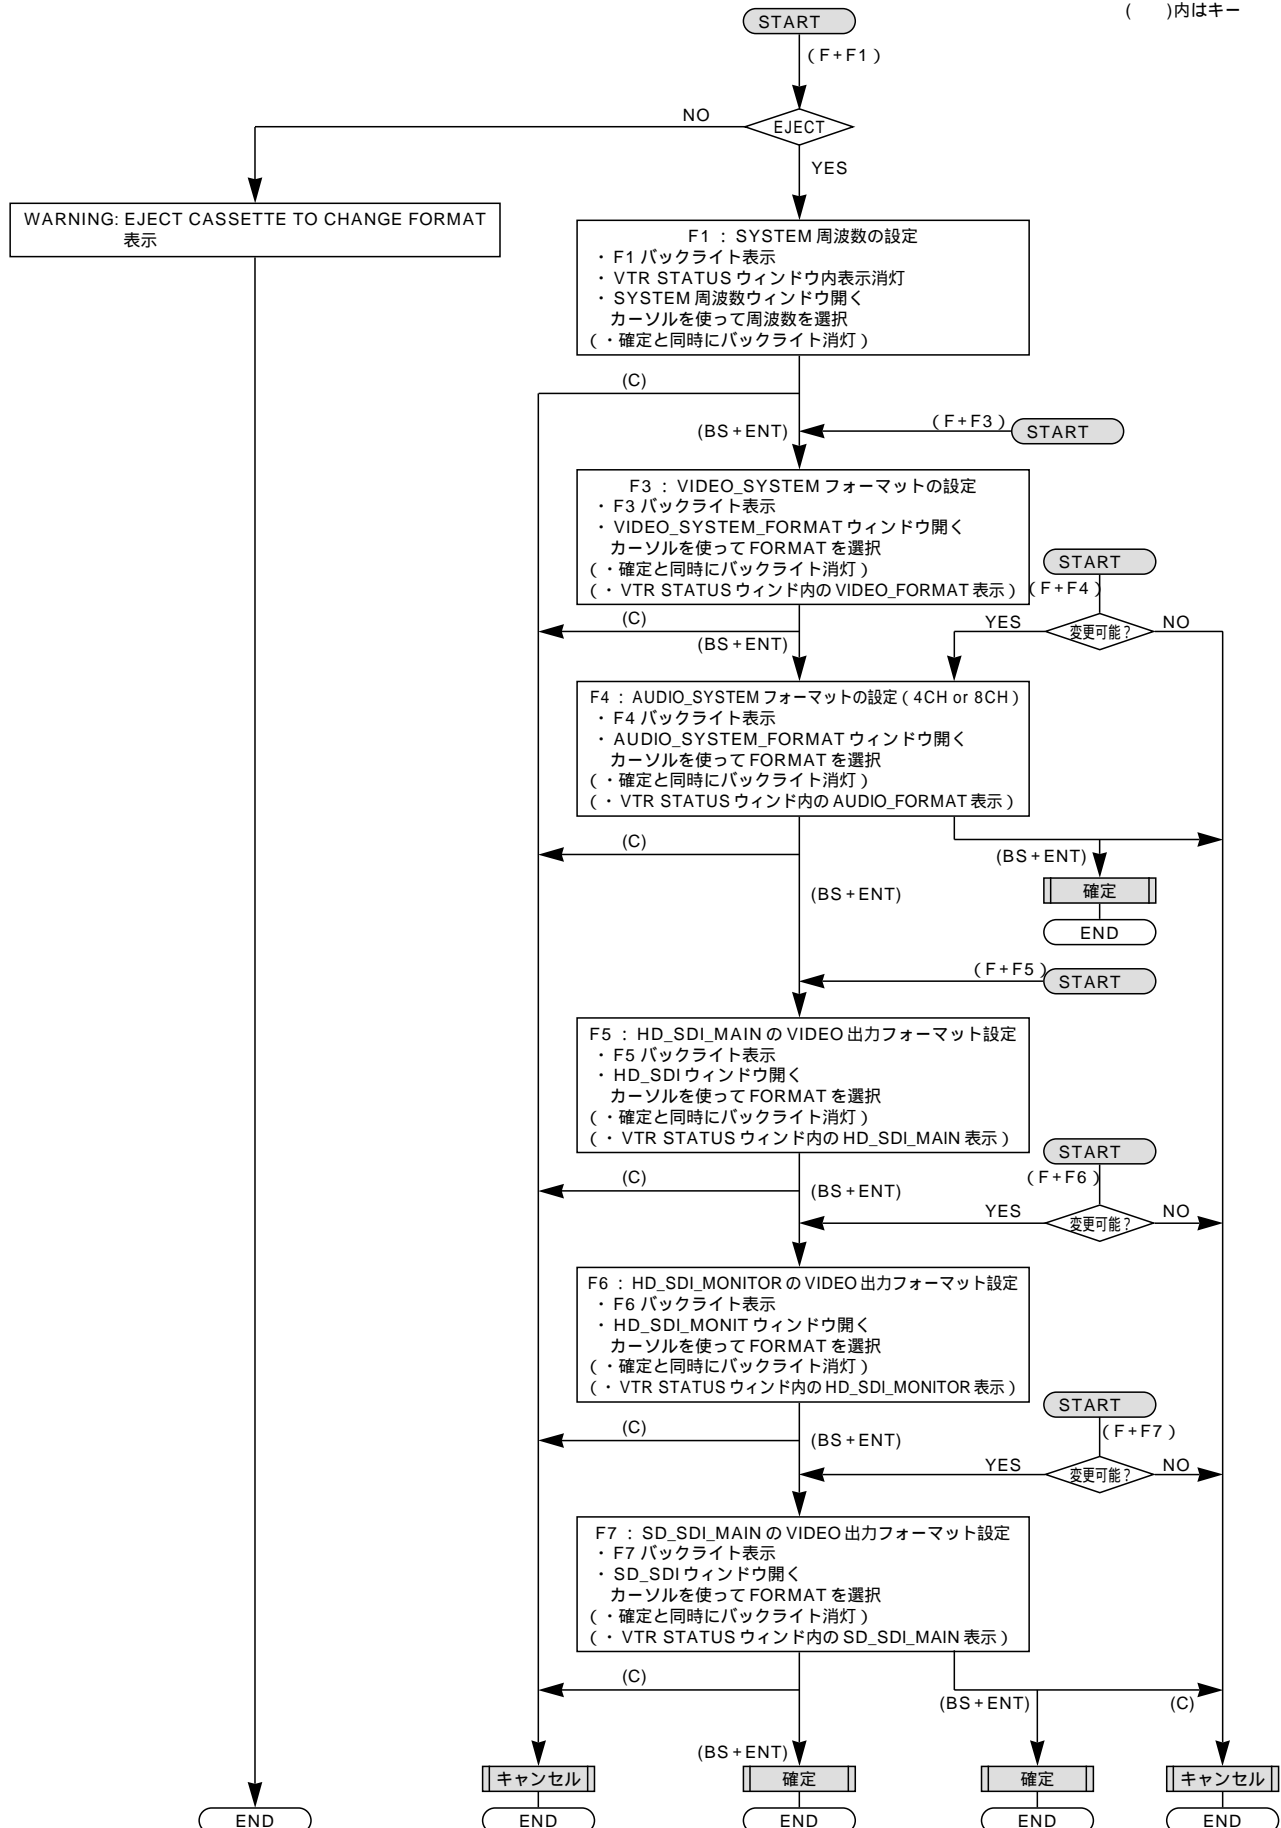 (　　)内はキー
START
(F+F1)
EJECT
NO
YES
WARNING: EJECT CASSETTE TO CHANGE FORMAT
表示
F1 : SYSTEM 周波数の設定
・ F1 バックライト表示
・ VTR STATUS ウィンドウ内表示消灯
・ SYSTEM 周波数ウィンドウ開く
カーソルを使って周波数を選択
(・確定と同時にバックライト消灯)
(C)
(BS+ENT)
(F+F3)
START
F3 : VIDEO_SYSTEM フォーマットの設定
・ F3 バックライト表示
・ VIDEO_SYSTEM_FORMAT ウィンドウ開く
カーソルを使って FORMAT を選択
(・確定と同時にバックライト消灯)
(・ VTR STATUS ウィンド内の VIDEO_FORMAT 表示)
START
(F+F4)
(C)
(BS+ENT)
YES
変更可能?
NO
F4 : AUDIO_SYSTEM フォーマットの設定(4CH or 8CH)
・ F4 バックライト表示
・ AUDIO_SYSTEM_FORMAT ウィンドウ開く
カーソルを使って FORMAT を選択
(・確定と同時にバックライト消灯)
(・ VTR STATUS ウィンド内の AUDIO_FORMAT 表示)
(C)
(BS+ENT)
(BS+ENT)
確定
END
(F+F5)
START
F5 : HD_SDI_MAIN の VIDEO 出力フォーマット設定
・ F5 バックライト表示
・ HD_SDI ウィンドウ開く
カーソルを使って FORMAT を選択
(・確定と同時にバックライト消灯)
(・ VTR STATUS ウィンド内の HD_SDI_MAIN 表示)
START
(F+F6)
(C)
(BS+ENT)
YES
変更可能?
NO
F6 : HD_SDI_MONITOR の VIDEO 出力フォーマット設定
・ F6 バックライト表示
・ HD_SDI_MONIT ウィンドウ開く
カーソルを使って FORMAT を選択
(・確定と同時にバックライト消灯)
(・ VTR STATUS ウィンド内の HD_SDI_MONITOR 表示)
START
(F+F7)
(C)
(BS+ENT)
YES
変更可能?
NO
F7 : SD_SDI_MAIN の VIDEO 出力フォーマット設定
・ F7 バックライト表示
・ SD_SDI ウィンドウ開く
カーソルを使って FORMAT を選択
(・確定と同時にバックライト消灯)
(・ VTR STATUS ウィンド内の SD_SDI_MAIN 表示)
(C)
(BS+ENT)
(C)
(BS+ENT)
キャンセル
確定
確定
キャンセル
END
END
END
END
END